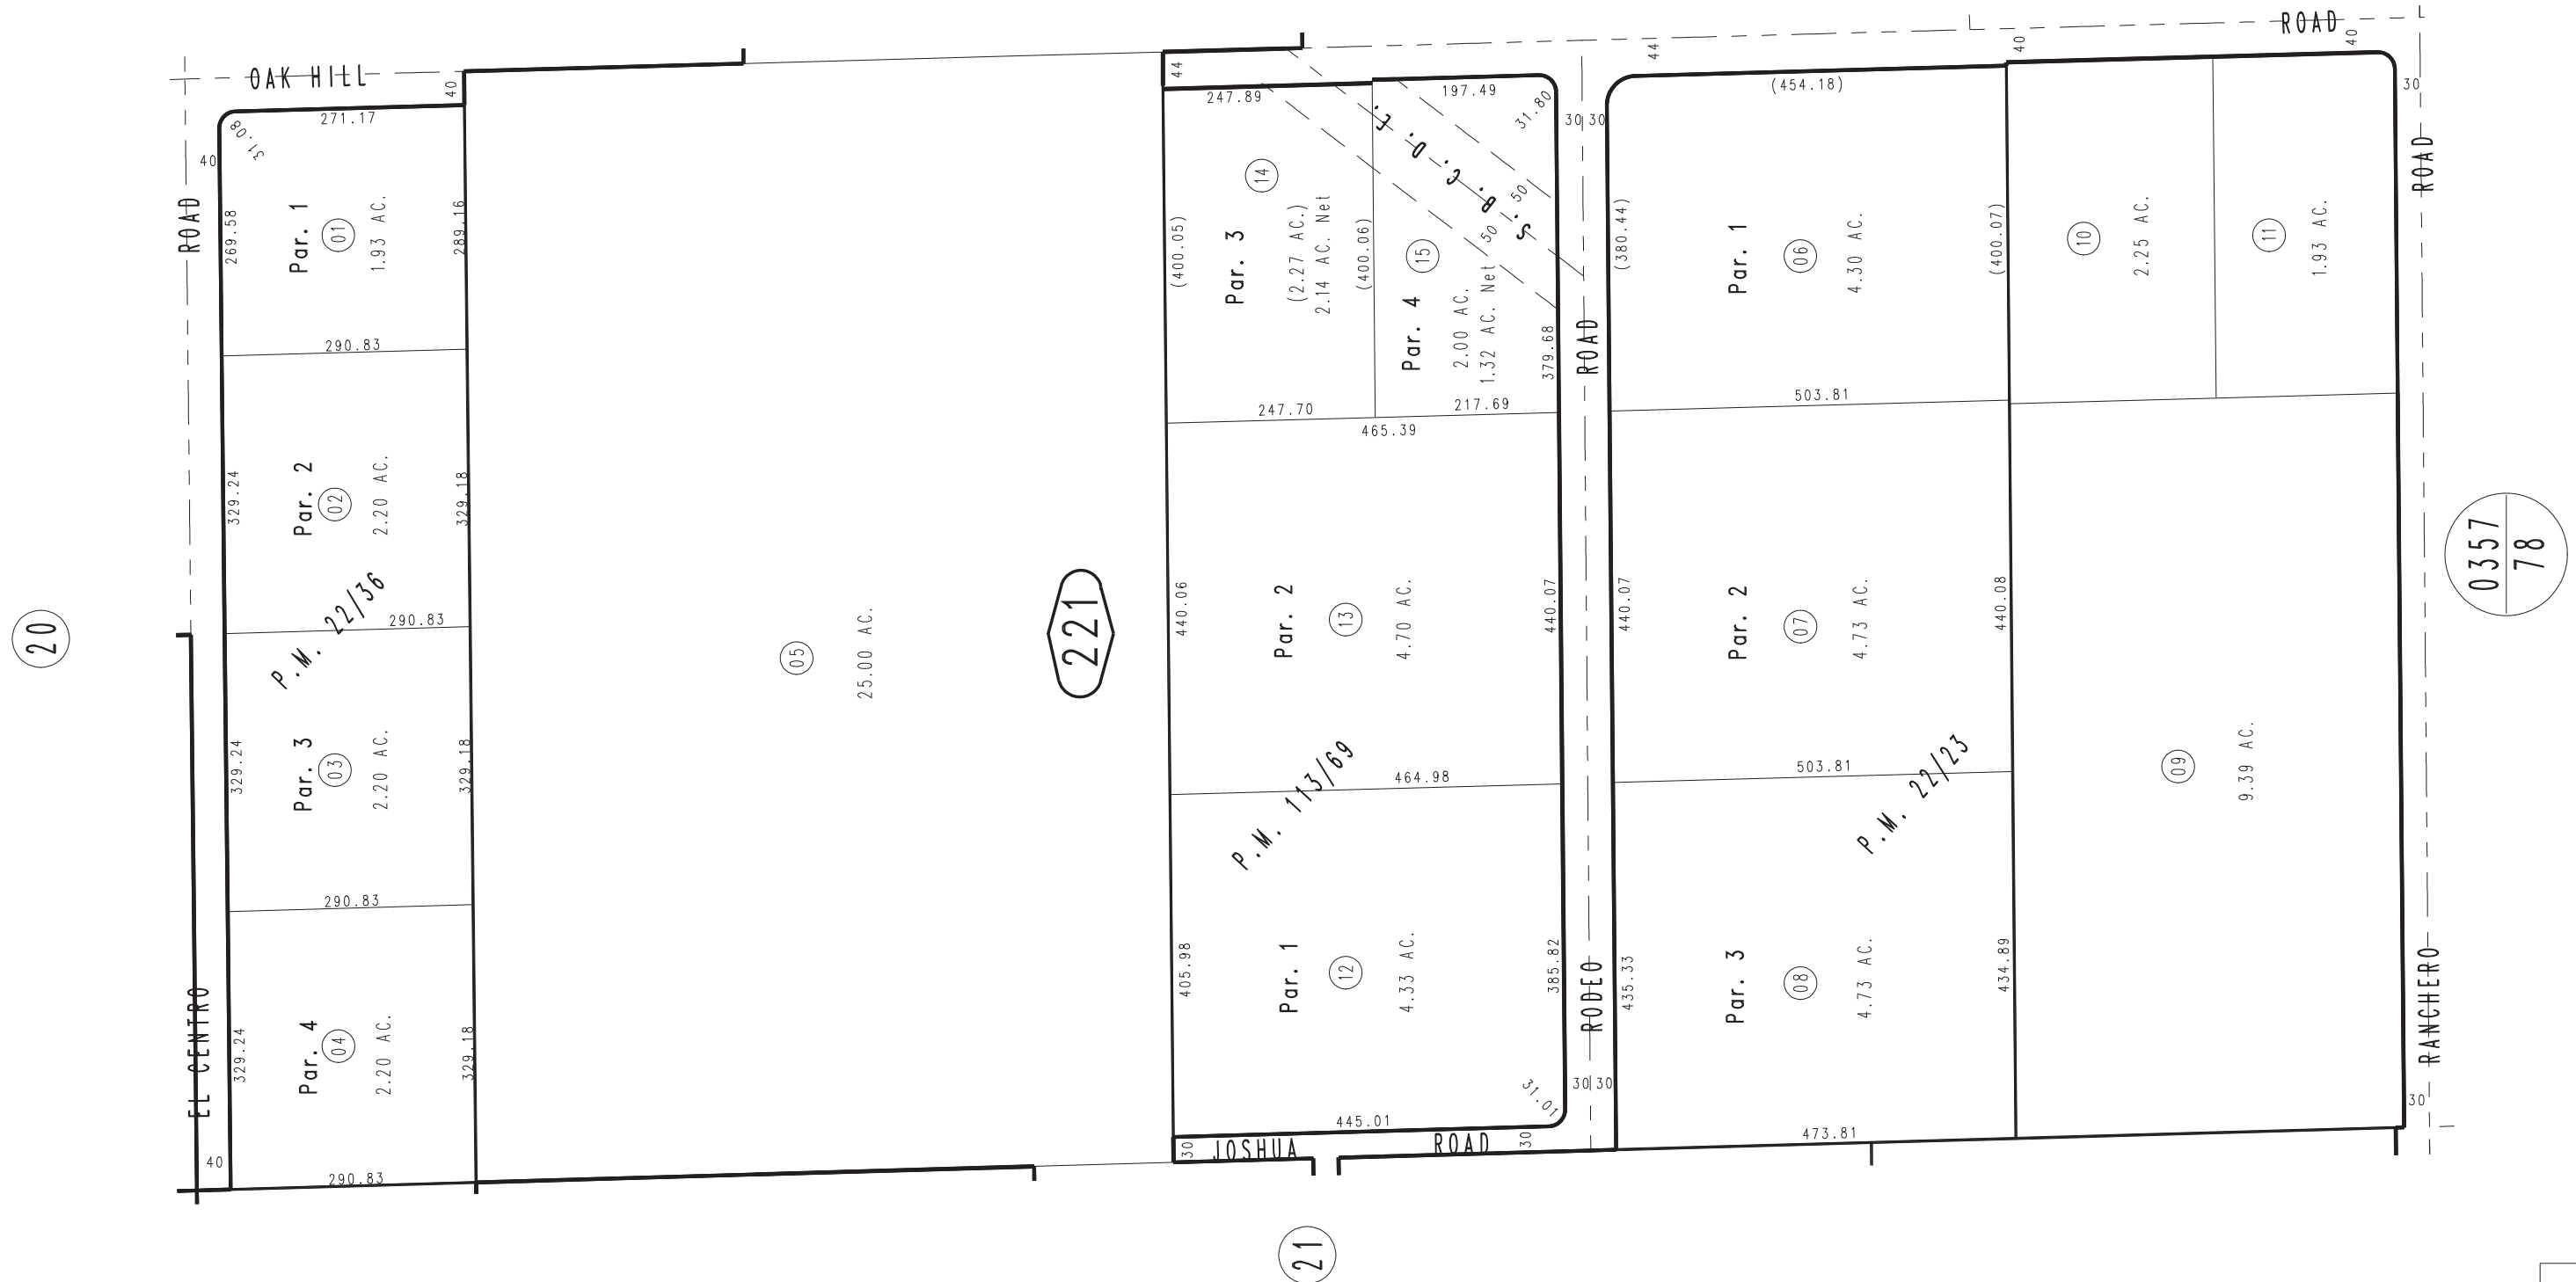 OAK HILL
ROAD
40
271.17
31.08
40
ROAD
269.58
Par. 1
01
1.93 AC.
289.16
290.83
329.24
Par. 2
02
2.20 AC.
329.18
290.83
P.M. 22/36
329.24
Par. 3
03
2.20 AC.
329.18
290.83
EL CENTRO
329.24
Par. 4
04
2.20 AC.
329.18
40
290.83
20
05
25.00 AC.
221
44
247.89
197.49
31.80
(400.05)
Par. 3
14
(2.27 AC.)
2.14 AC. Net
(400.06)
S. B. C. D. E.
50
50
15
Par. 4
2.00 AC.
1.32 AC. Net
379.68
247.70
217.69
465.39
440.06
Par. 2
13
4.70 AC.
440.07
464.98
P.M. 113/69
405.98
Par. 1
12
4.33 AC.
385.82
31.01
445.01
30
JOSHUA ROAD
30
21
30 30
ROAD
RODEO
30 30
44
(454.18)
40
40
30
(380.44)
Par. 1
06
4.30 AC.
(400.07)
503.81
440.07
Par. 2
07
4.73 AC.
440.08
503.81
P.M. 22/23
435.33
Par. 3
08
4.73 AC.
434.89
473.81
10
2.25 AC.
11
1.93 AC.
09
9.39 AC.
ROAD
RANCHERO
30
0357
78